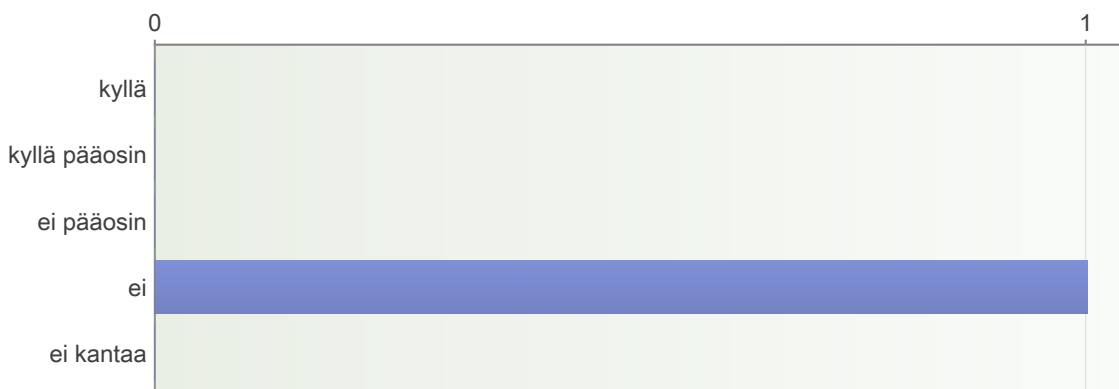 0 1
kyllä
kyllä pääosin
ei pääosin
ei
ei kantaa